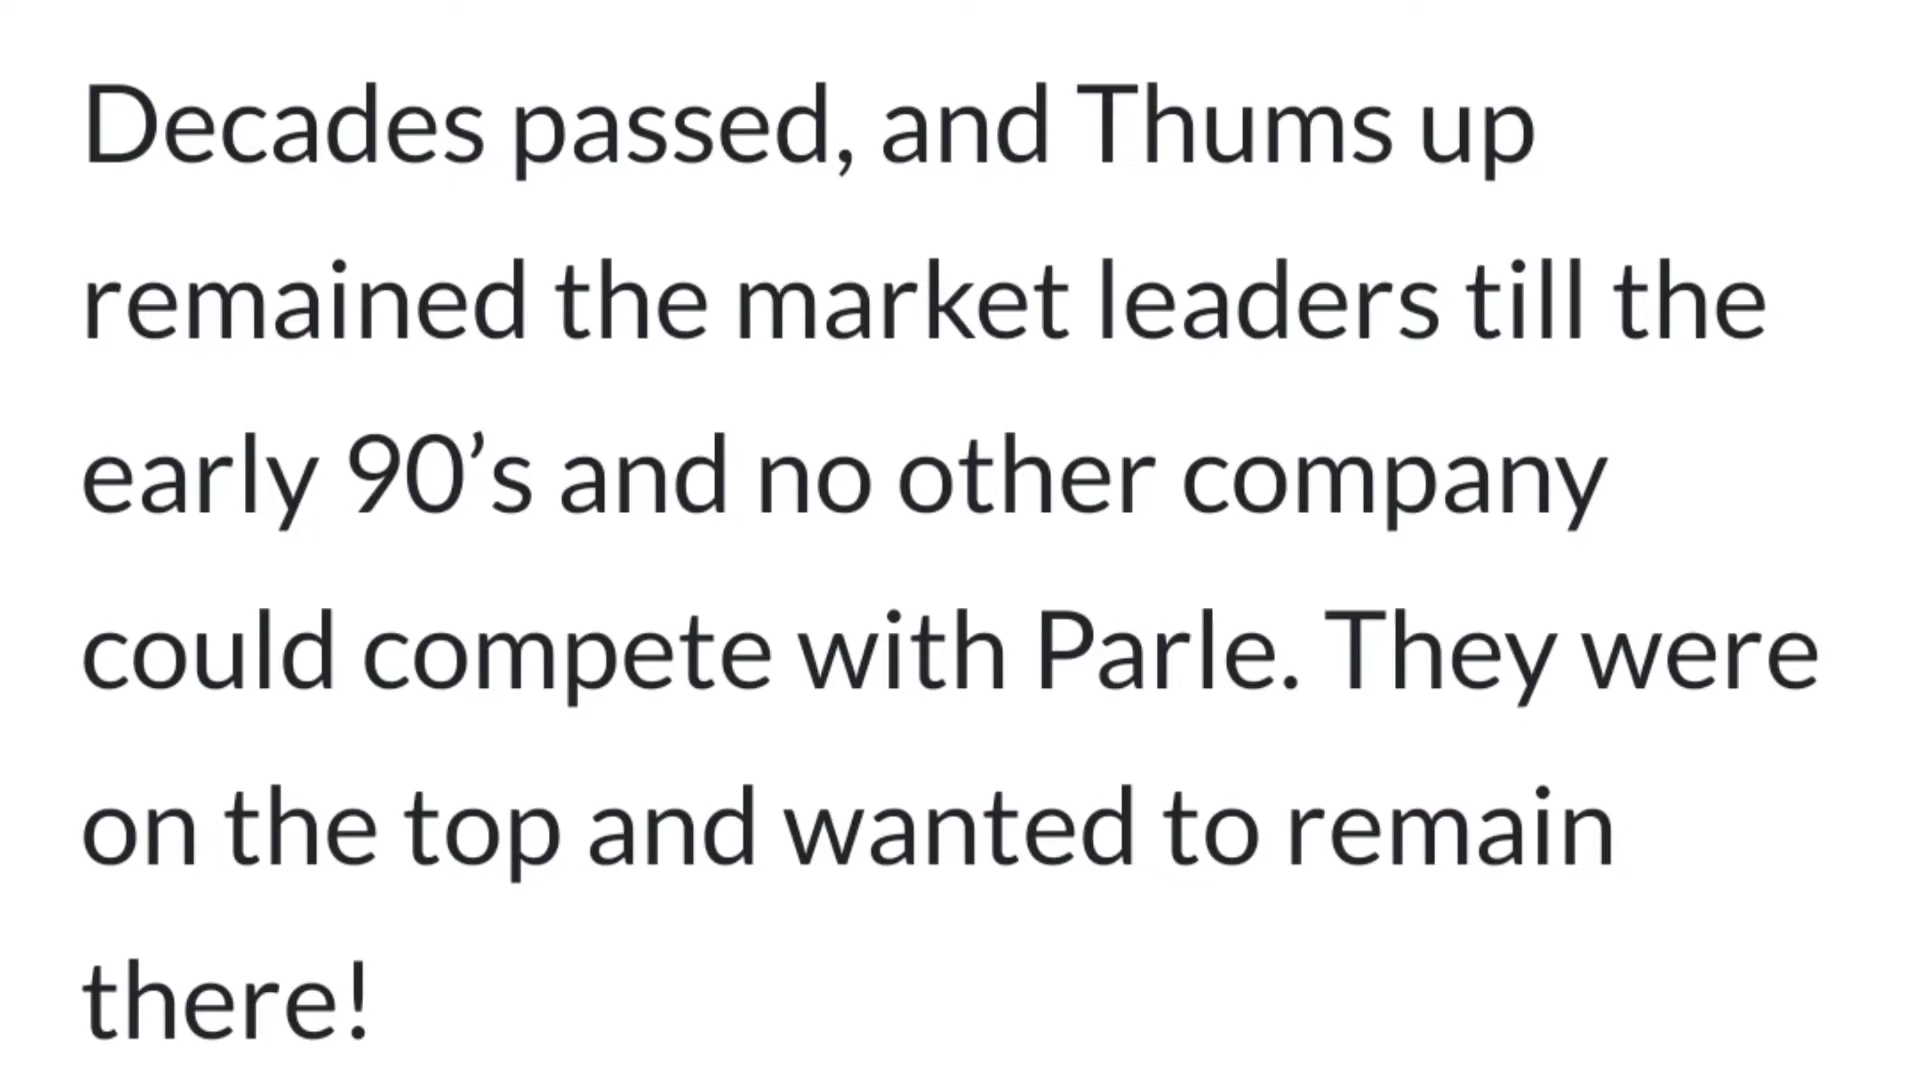 Decades passed, and Thums up
remained the market leaders till the
early 90’s and no other company
could compete with Parle. They were
on the top and wanted to remain
there!